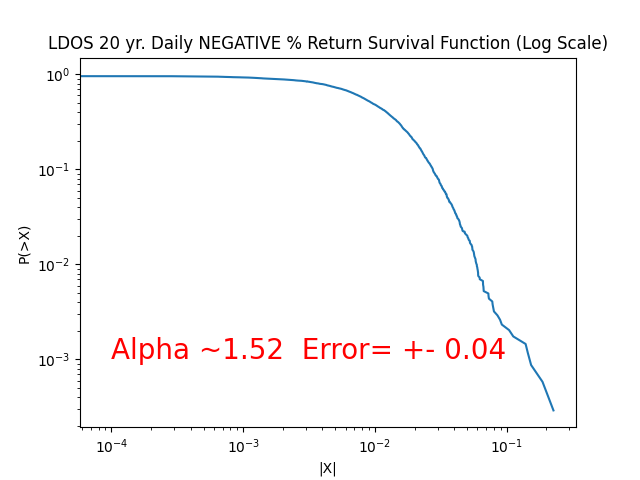 LDOS 20 yr. Daily NEGATIVE % Return Survival Function (Log Scale)
P(>X)
10⁰
10⁻¹
10⁻²
10⁻³
Alpha ~1.52  Error= +- 0.04
10⁻⁴
10⁻³
10⁻²
10⁻¹
|X|